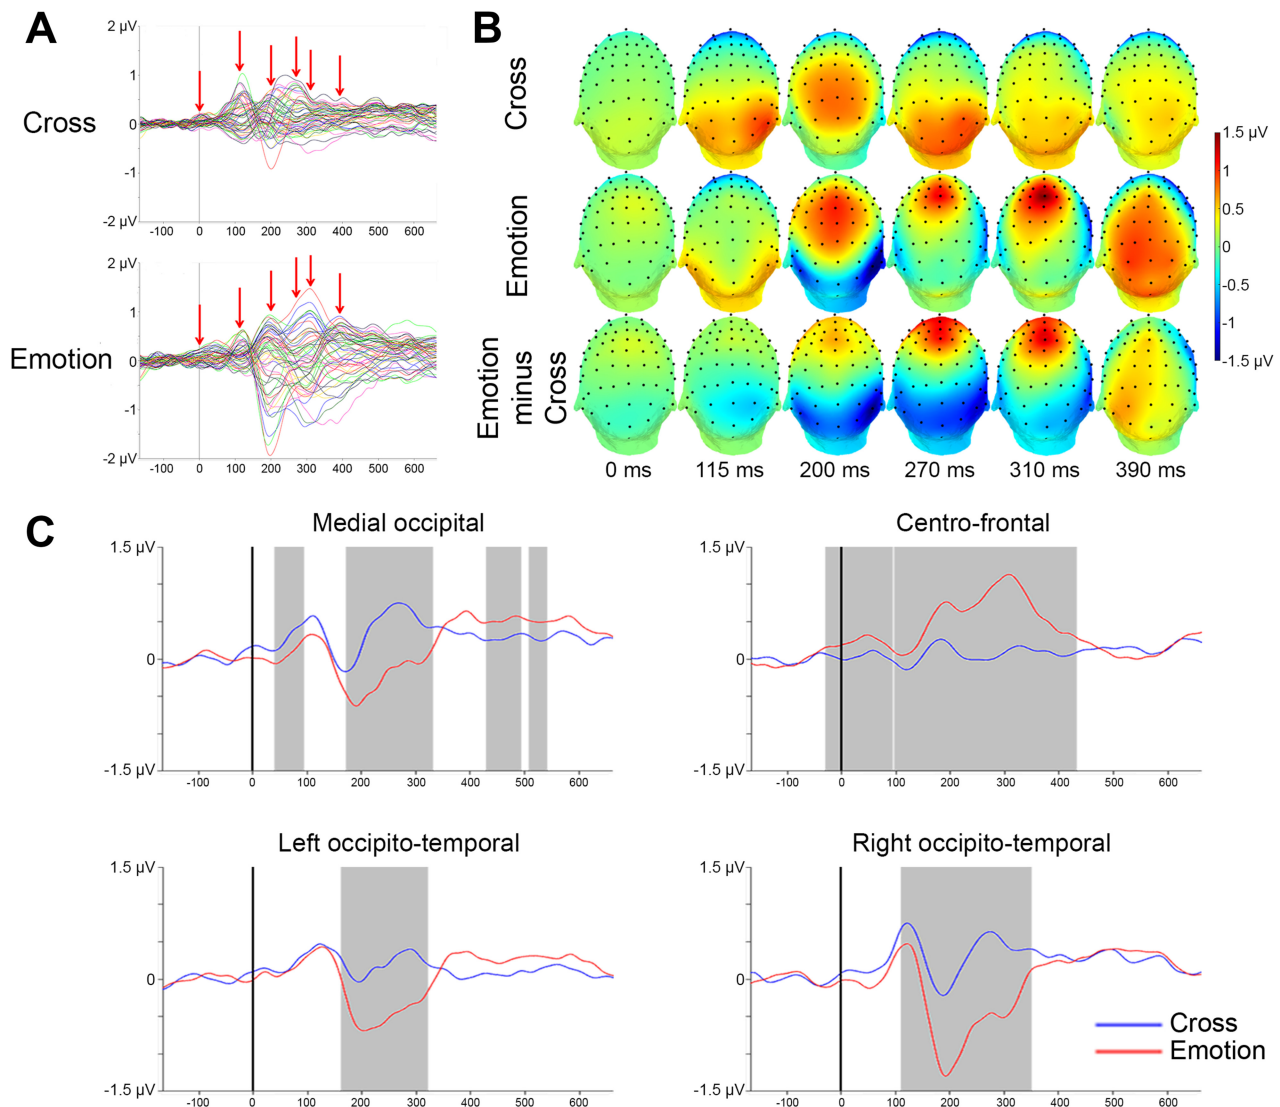 A
2 µV
1
0
-1
-2 µV
Cross
-100 0 100 200 300 400 500 600
2 µV
1
0
-1
-2 µV
Emotion
-100 0 100 200 300 400 500 600
B
Cross
Emotion
Emotion
minus
Cross
0 ms 115 ms 200 ms 270 ms 310 ms 390 ms
1.5 µV
1
0.5
0
-0.5
-1
-1.5 µV
C
Medial occipital
1.5 µV
0
-1.5 µV
-100 0 100 200 300 400 500 600
Centro-frontal
1.5 µV
0
-1.5 µV
-100 0 100 200 300 400 500 600
Left occipito-temporal
1.5 µV
0
-1.5 µV
-100 0 100 200 300 400 500 600
Right occipito-temporal
1.5 µV
0
-1.5 µV
-100 0 100 200 300 400 500 600
Cross
Emotion